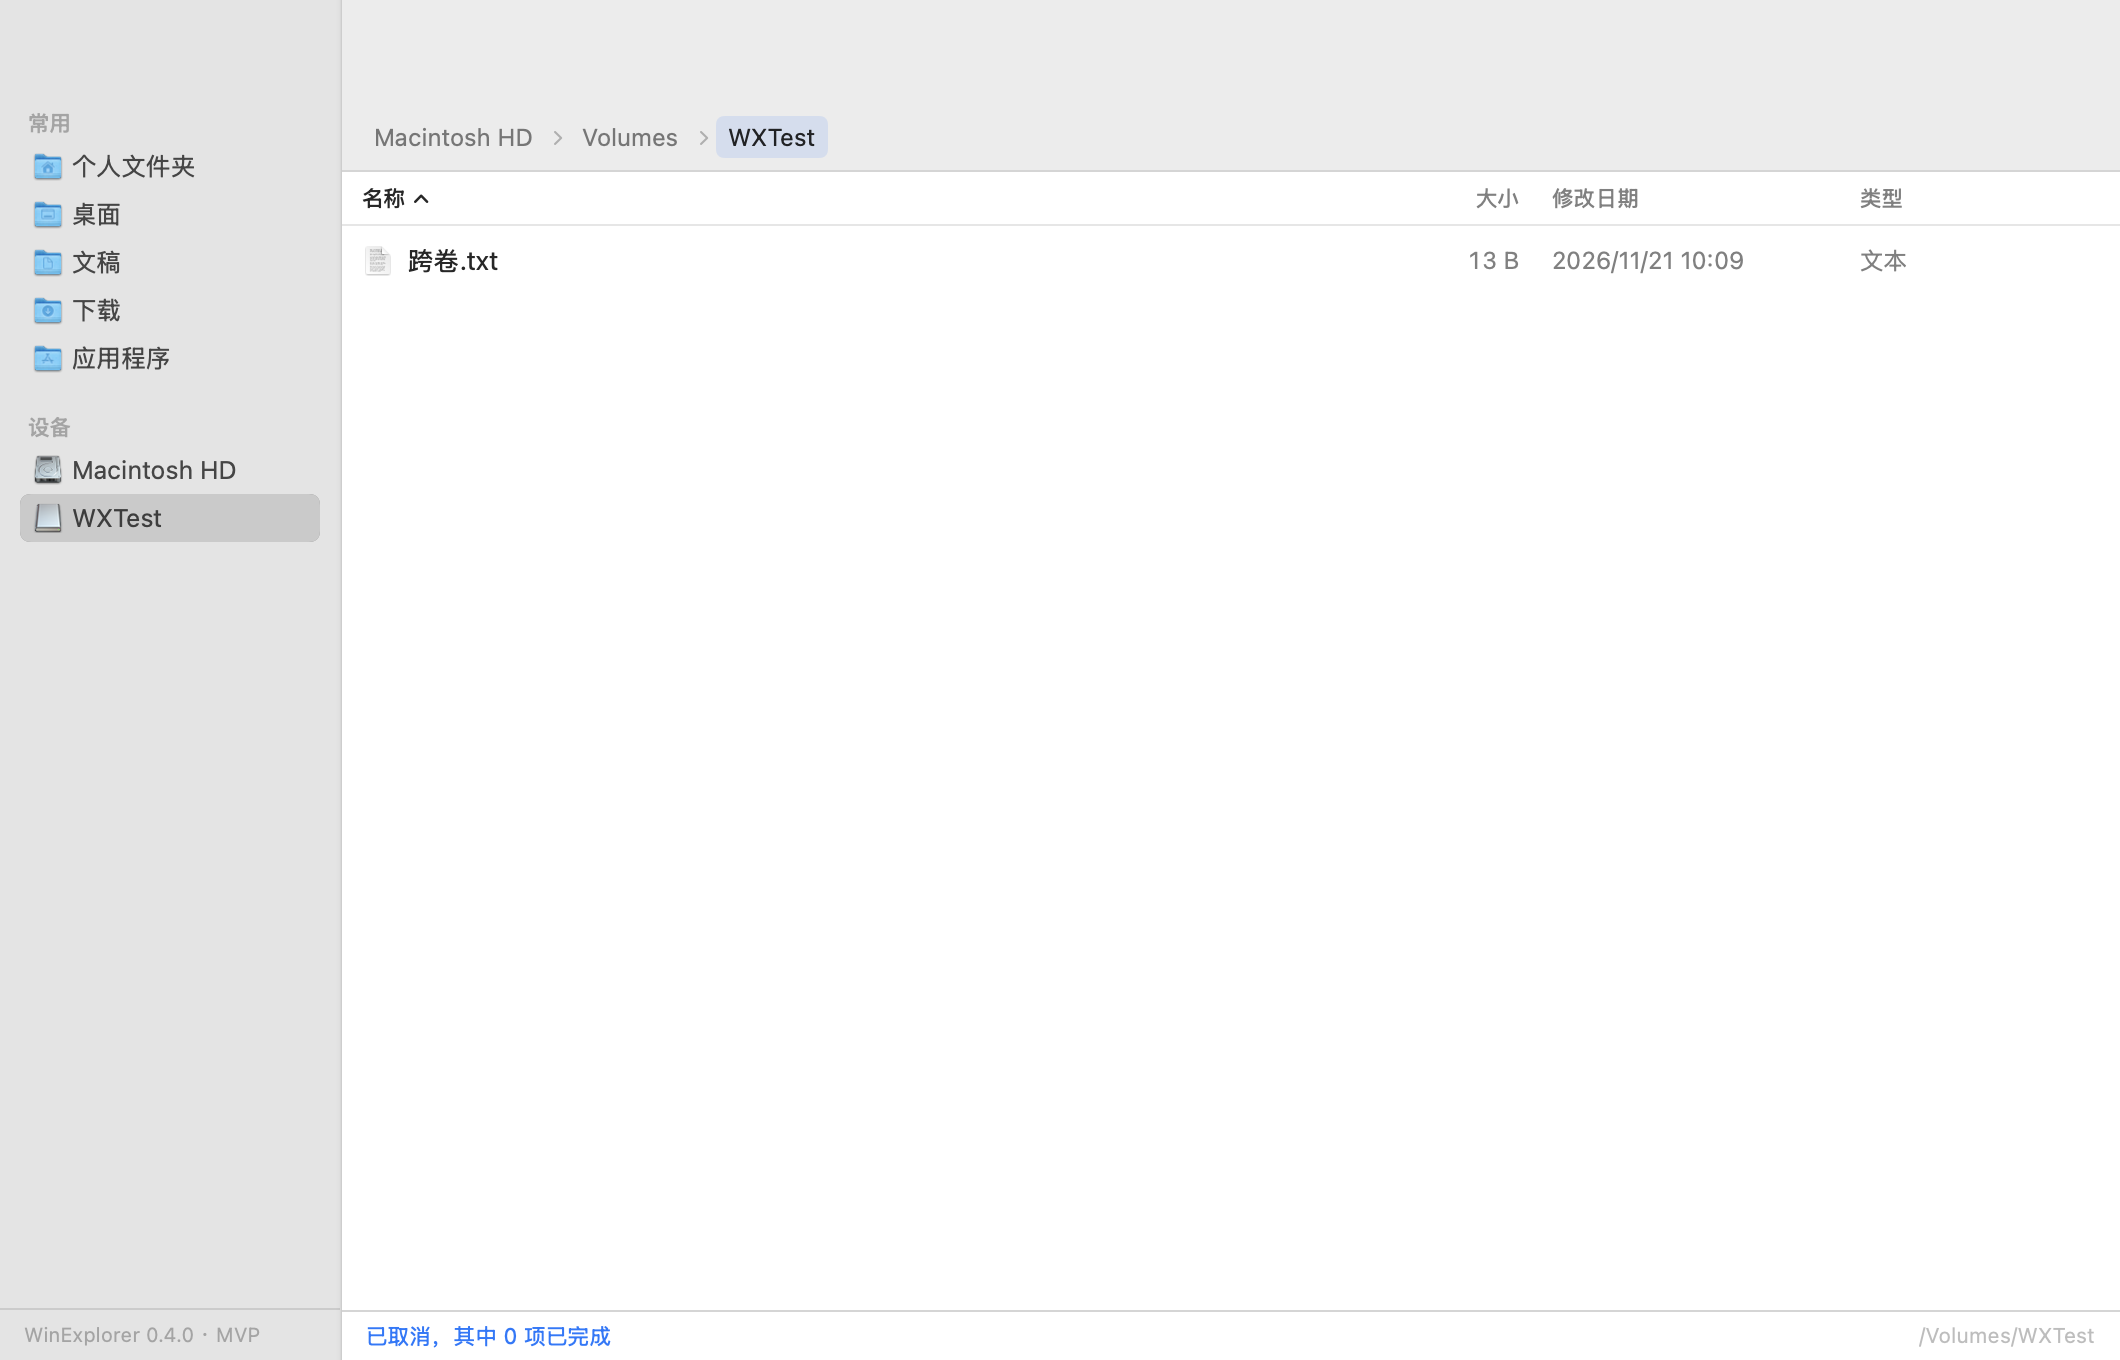 常用
个人文件夹
桌面
文稿
下载
应用程序
设备
Macintosh HD
WXTest
WinExplorer 0.4.0 · MVP
Macintosh HD > Volumes > WXTest
名称 大小 修改日期 类型
跨卷.txt 13 B 2026/11/21 10:09 文本
已取消，其中 0 项已完成 /Volumes/WXTest